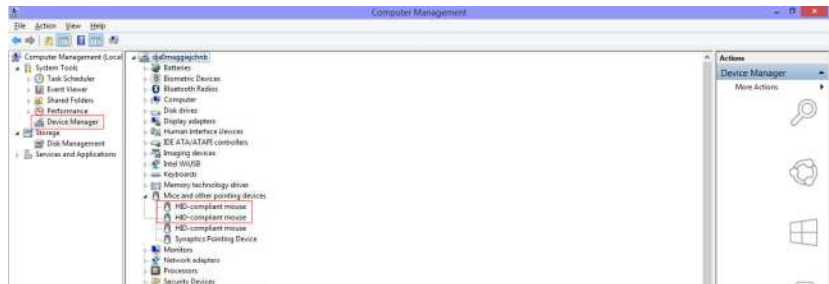 Computer Management
File Action View Help
Computer Management (Local
System Tools
Task Scheduler
Event Viewer
Shared Folders
Performance
Device Manager
Storage
Disk Management
Services and Applications
Batteries
Biometric Devices
Bluetooth Radios
Computer
Disk drives
Display adapters
Human Interface Devices
IDE ATA/ATAPI controllers
Imaging devices
Intel WiUSB
Keyboards
Memory technology driver
Mice and other pointing devices
HID-compliant mouse
HID-compliant mouse
HID-compliant mouse
Synaptics Pointing Device
Monitors
Network adapters
Processors
Security Devices
Actions
Device Manager
More Actions